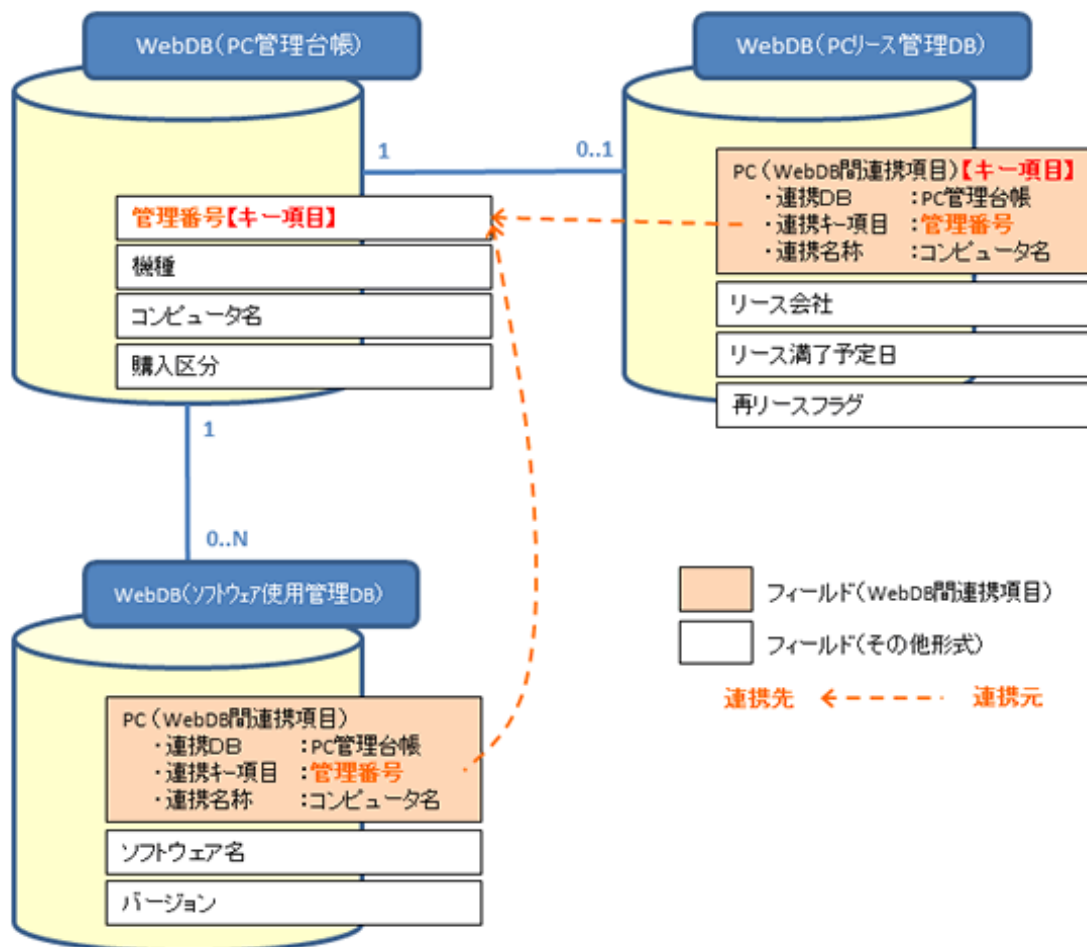 WebDB(PC管理台帳)
WebDB(PCリース管理DB)
1
0..1
管理番号【キー項目】
機種
コンピュータ名
購入区分
PC(WebDB間連携項目)【キー項目】
・連携DB :PC管理台帳
・連携キー項目 :管理番号
・連携名称 :コンピュータ名
リース会社
リース満了予定日
再リースフラグ
1
0..N
WebDB(ソフトウェア使用管理DB)
PC(WebDB間連携項目)
・連携DB :PC管理台帳
・連携キー項目 :管理番号
・連携名称 :コンピュータ名
ソフトウェア名
バージョン
フィールド(WebDB間連携項目)
フィールド(その他形式)
連携先 連携元